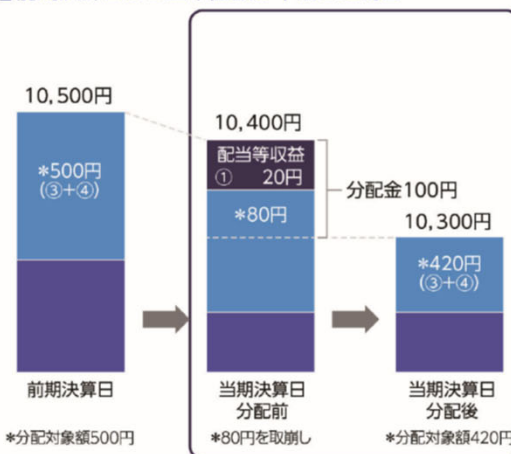 10,500円
*500円
(③+④)
前期決算日
*分配対象額500円
10,400円
配当等収益
① 20円
*80円
分配金100円
当期決算日
分配前
*80円を取崩し
10,300円
*420円
(③+④)
当期決算日
分配後
*分配対象額420円